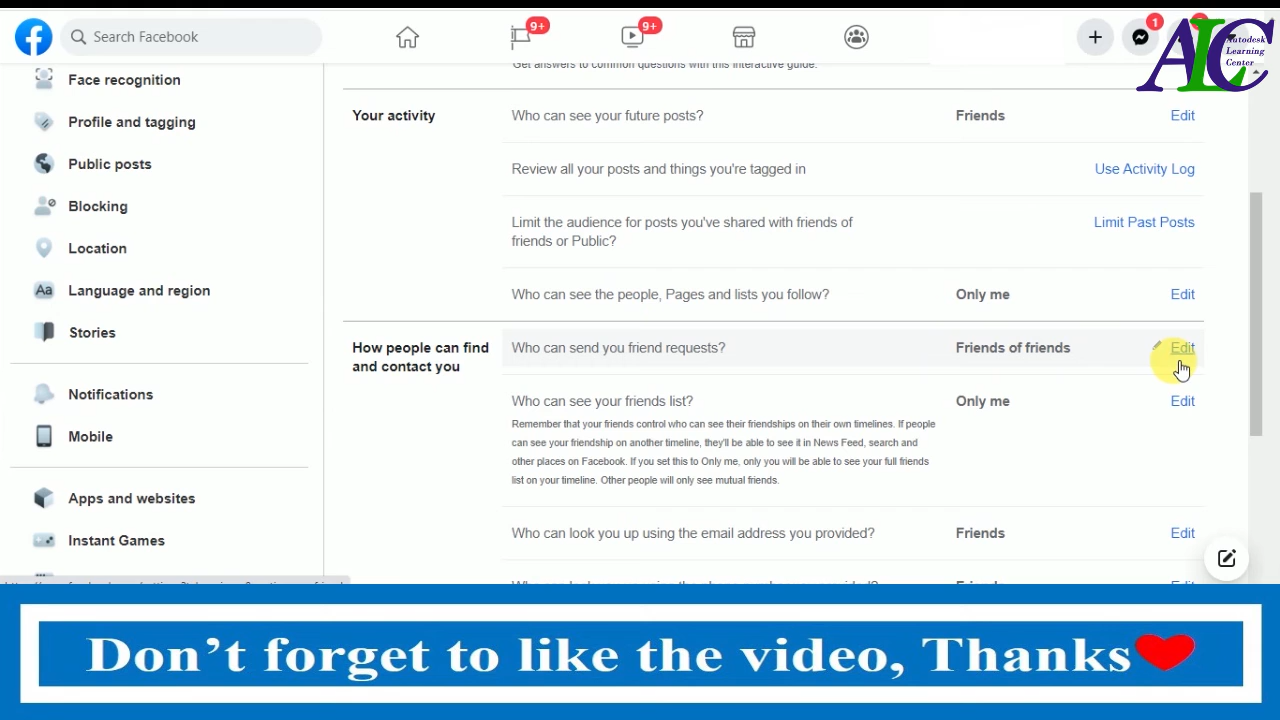 Search Facebook
9+
9+
1
ALC
Autodesk
Learning
Center
Face recognition
Profile and tagging
Public posts
Blocking
Location
Aa Language and region
Stories
Notifications
Mobile
Apps and websites
Instant Games
Get answers to common questions with this interactive guide.
Your activity
Who can see your future posts? Friends Edit
Review all your posts and things you're tagged in Use Activity Log
Limit the audience for posts you've shared with friends of
friends or Public? Limit Past Posts
Who can see the people, Pages and lists you follow? Only me Edit
How people can find
and contact you
Who can send you friend requests? Friends of friends Edit
Who can see your friends list? Only me Edit
Remember that your friends control who can see their friendships on their own timelines. If people
can see your friendship on another timeline, they'll be able to see it in News Feed, search and
other places on Facebook. If you set this to Only me, only you will be able to see your full friends
list on your timeline. Other people will only see mutual friends.
Who can look you up using the email address you provided? Friends Edit
Don't forget to like the video, Thanks